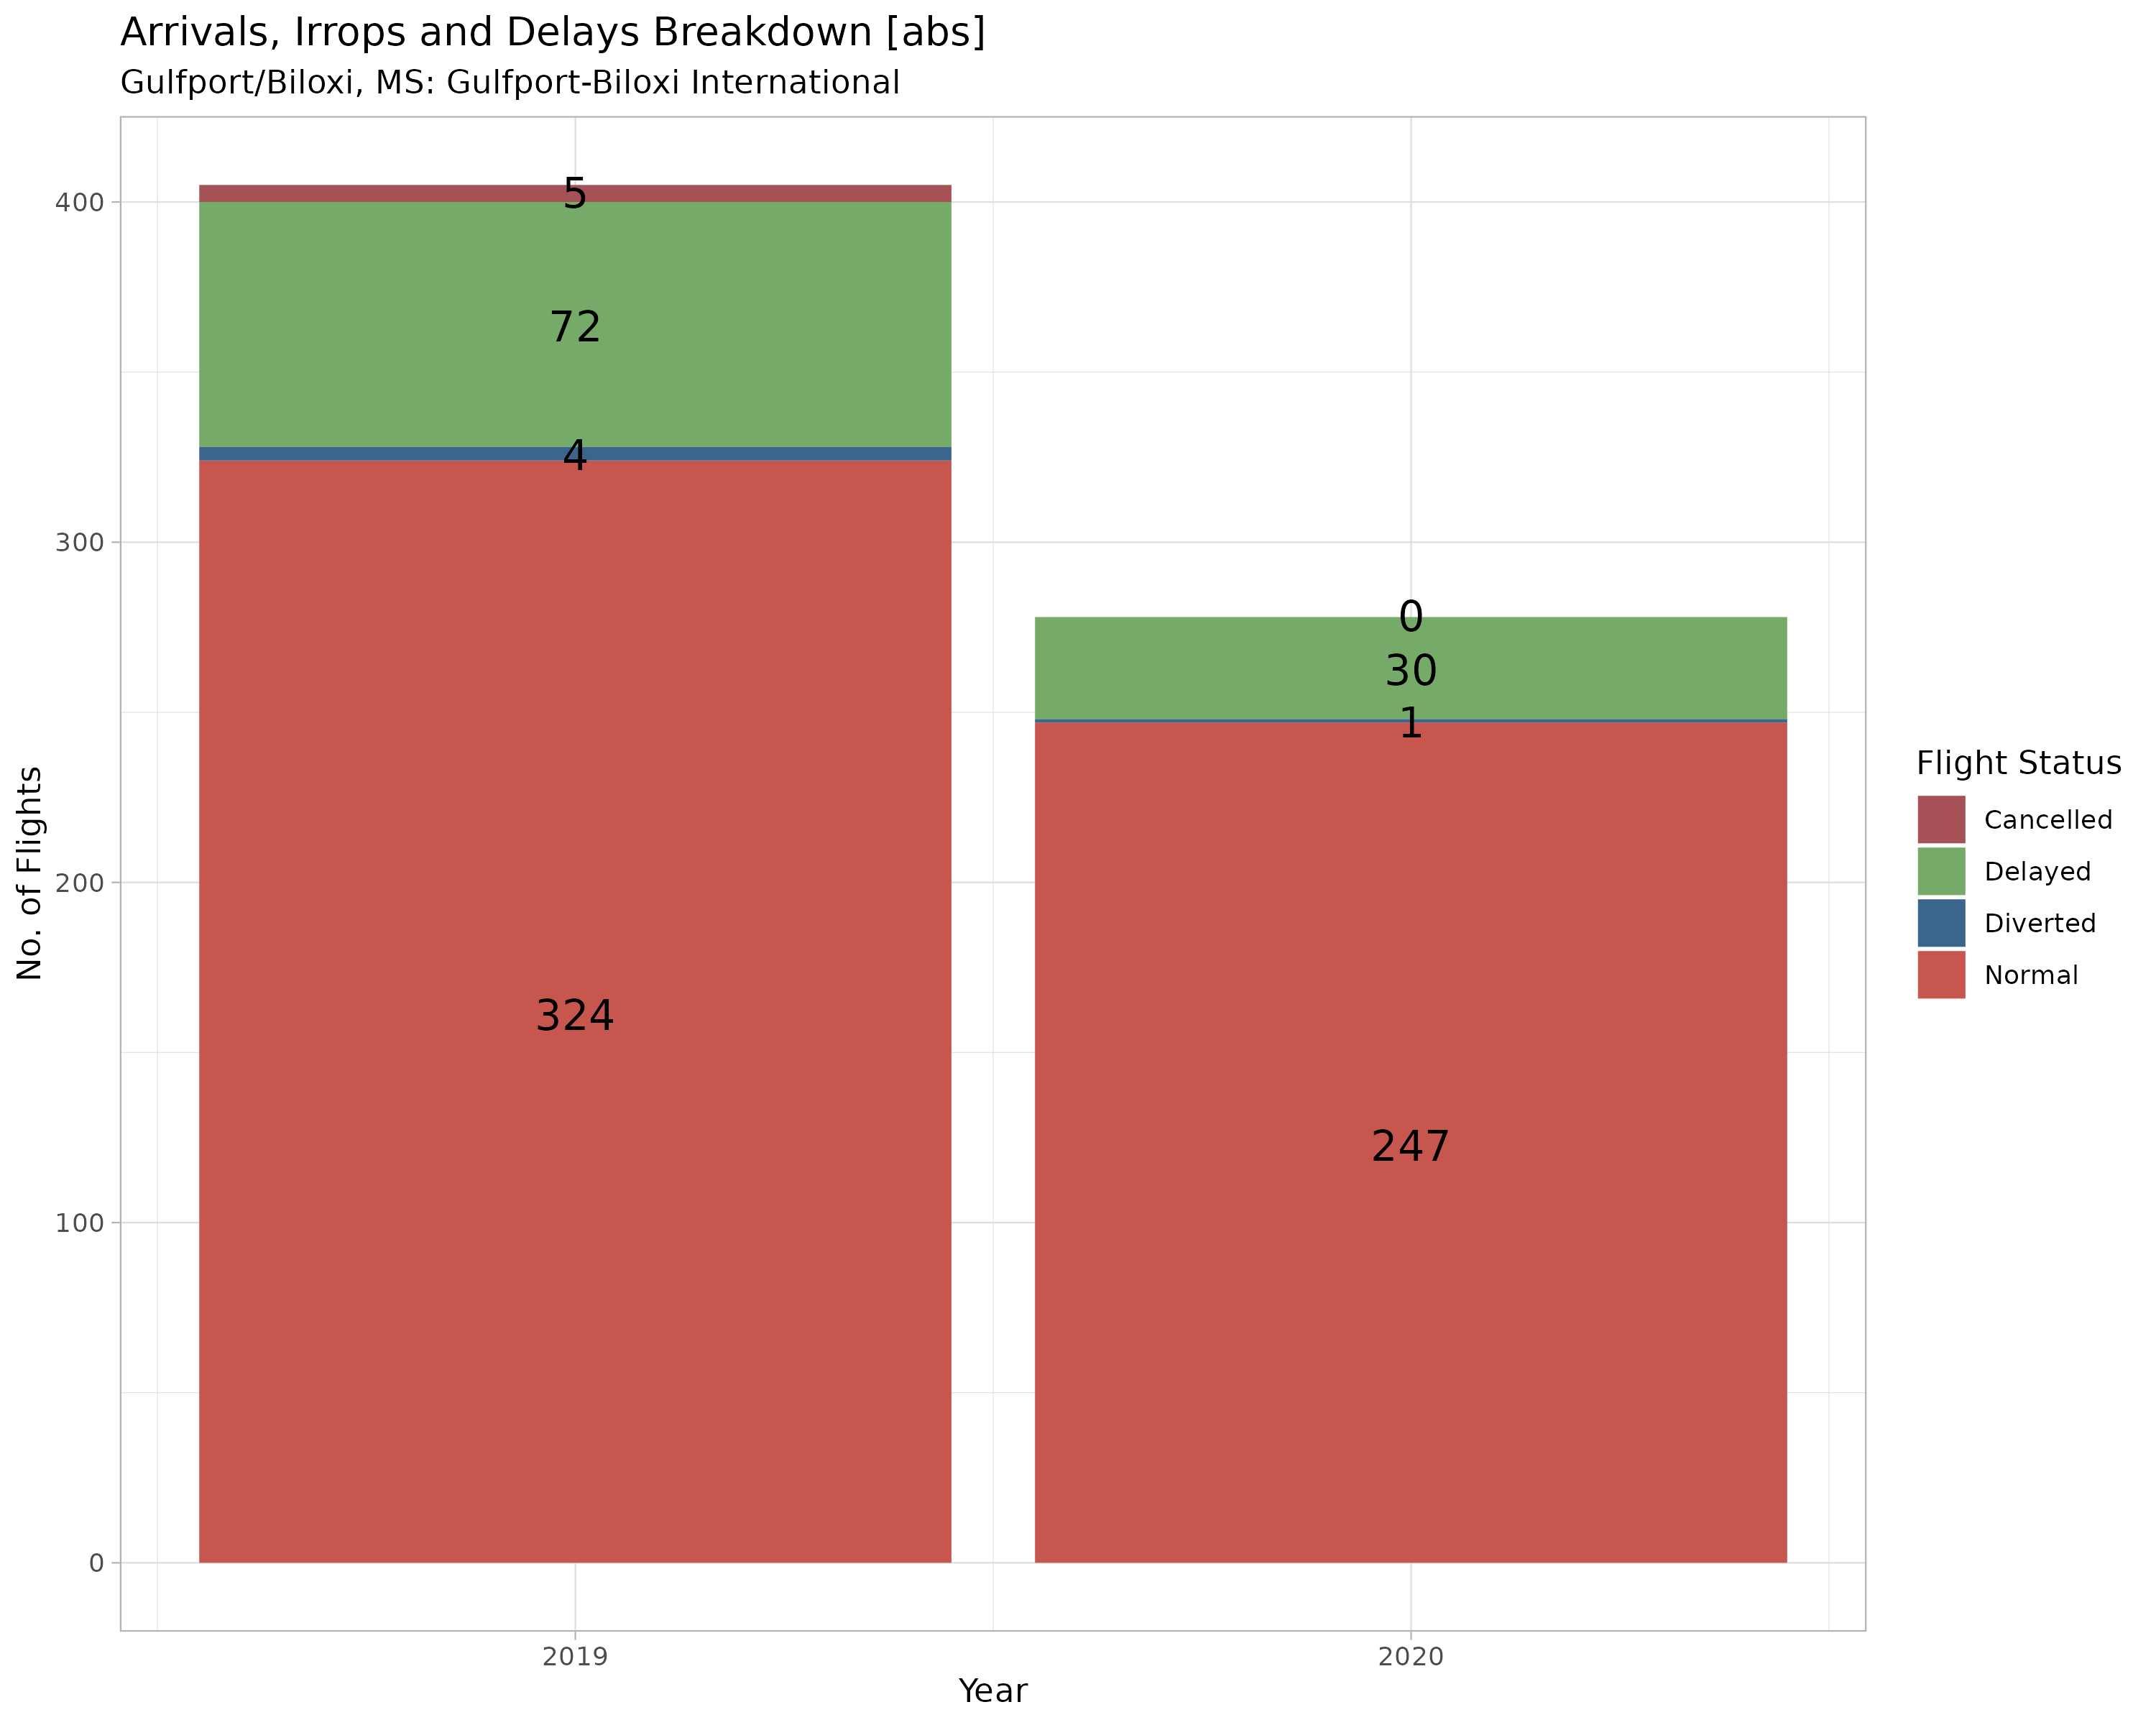 Arrivals, Irrops and Delays Breakdown [abs]
Gulfport/Biloxi, MS: Gulfport-Biloxi International
No. of Flights
400
300
200
100
0
5
72
4
324
0
30
1
247
2019
2020
Year
Flight Status
Cancelled
Delayed
Diverted
Normal